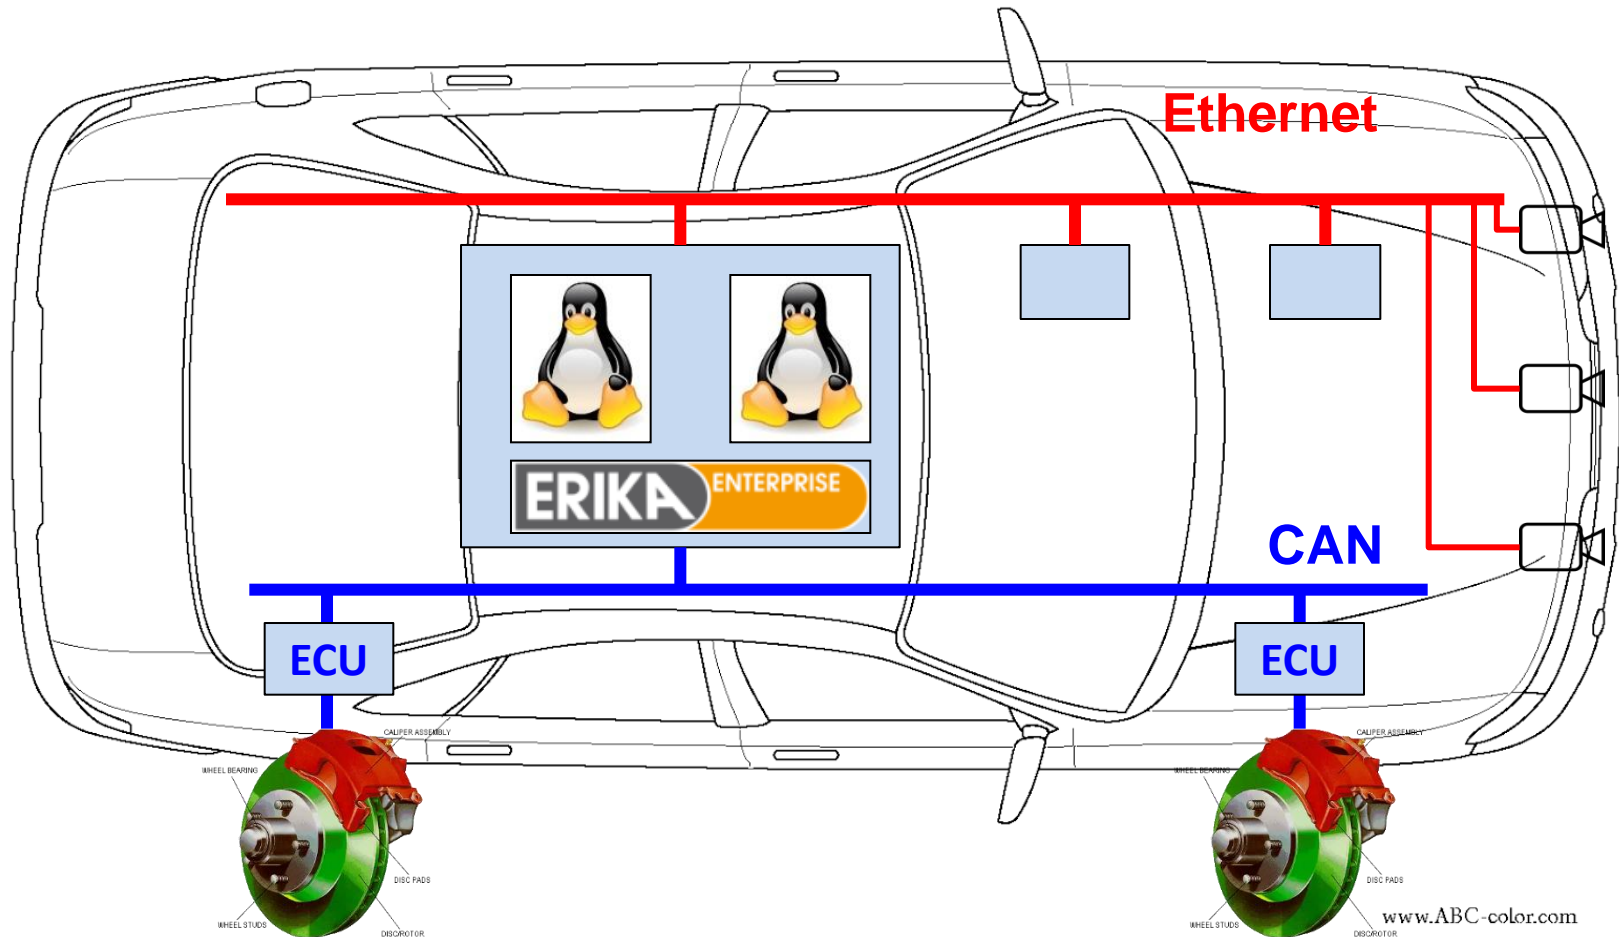 Ethernet
ERIKA ENTERPRISE
CAN
ECU
ECU
CALIPER ASSEMBLY
WHEEL BEARING
DISC PADS
WHEEL STUDS
DISC/ROTOR
CALIPER ASSEMBLY
WHEEL BEARING
DISC PADS
WHEEL STUDS
DISC/ROTOR
www.ABC-color.com